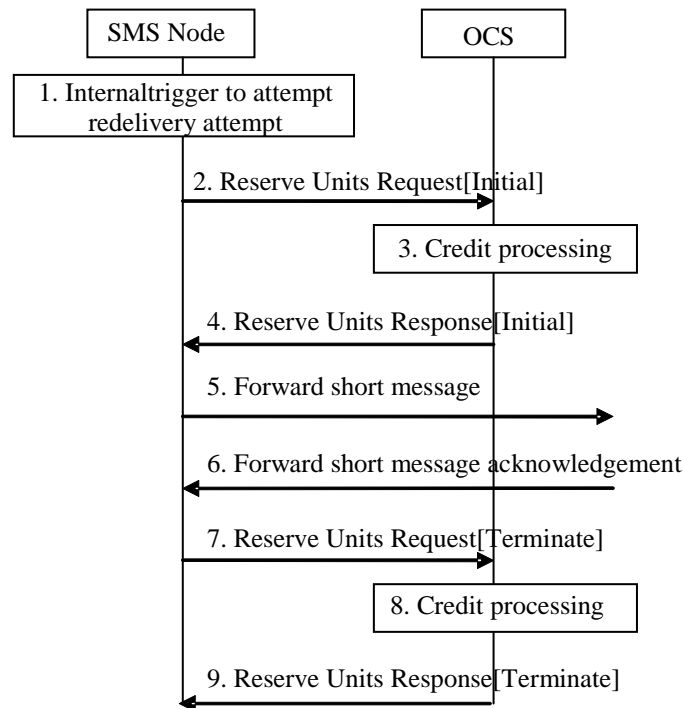 SMS Node
OCS
1. Internaltrigger to attempt
redelivery attempt
2. Reserve Units Request[Initial]
3. Credit processing
4. Reserve Units Response[Initial]
5. Forward short message
6. Forward short message acknowledgement
7. Reserve Units Request[Terminate]
8. Credit processing
9. Reserve Units Response[Terminate]